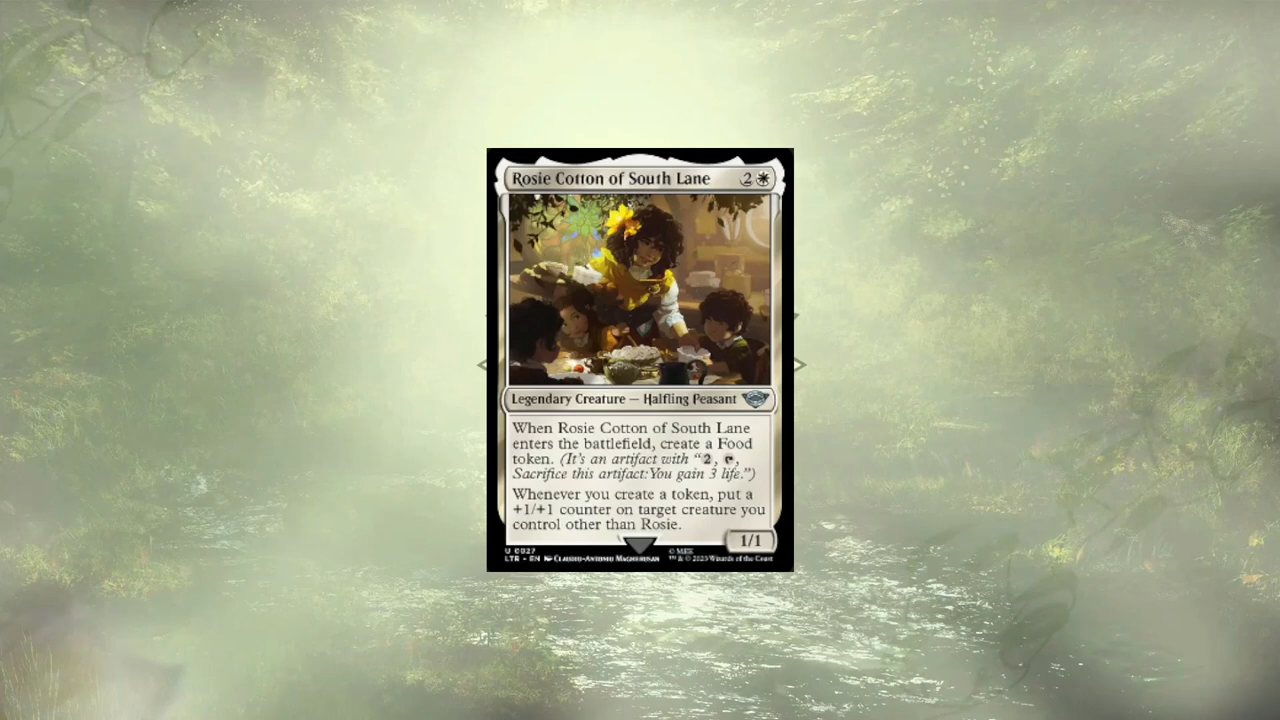 Rosie Cotton of South Lane 2
Legendary Creature — Halfling Peasant
When Rosie Cotton of South Lane
enters the battlefield, create a Food
token. (It's an artifact with “2, ,
Sacrifice this artifact: You gain 3 life.”)
Whenever you create a token, put a
+1/+1 counter on target creature you
control other than Rosie.
1/1
U 0027
LTR • EN Claudiu-Antoniu Magherusan
© MEE
™ & © 2023 Wizards of the Coast